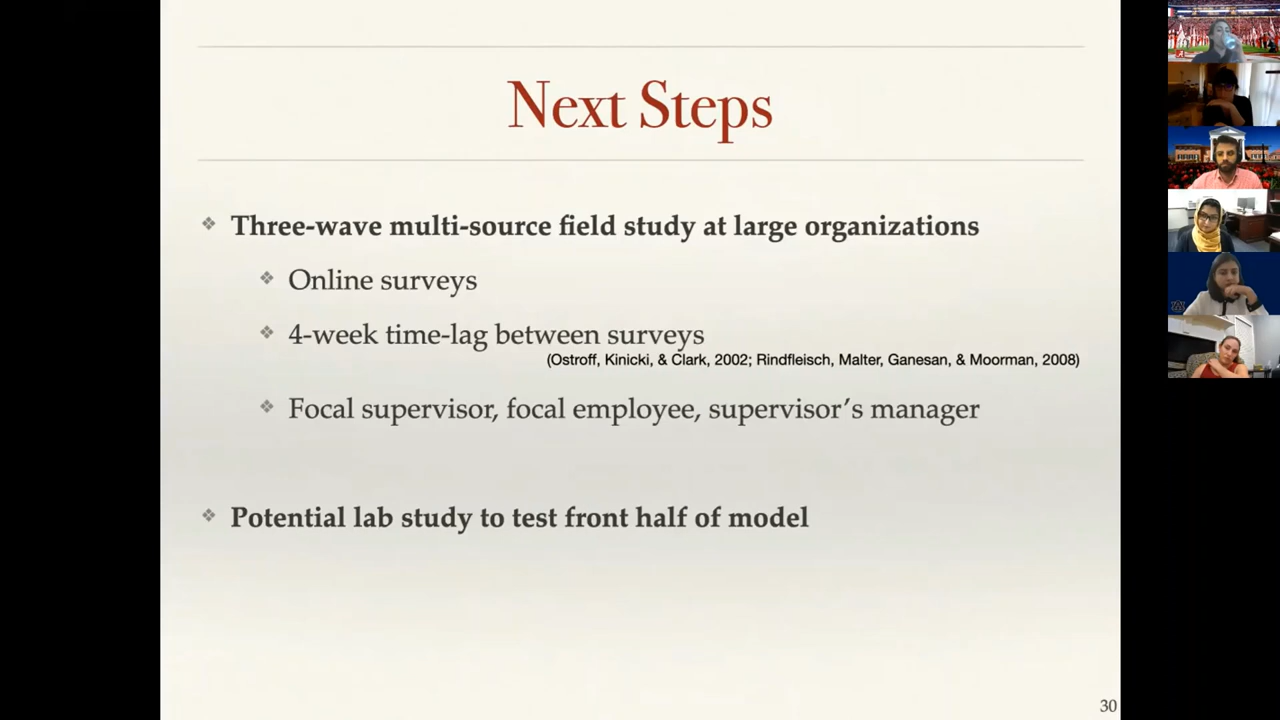 Next Steps
Three-wave multi-source field study at large organizations
Online surveys
4-week time-lag between surveys
(Ostroff, Kinicki, & Clark, 2002; Rindfleisch, Malter, Ganesan, & Moorman, 2008)
Focal supervisor, focal employee, supervisor’s manager
Potential lab study to test front half of model
30